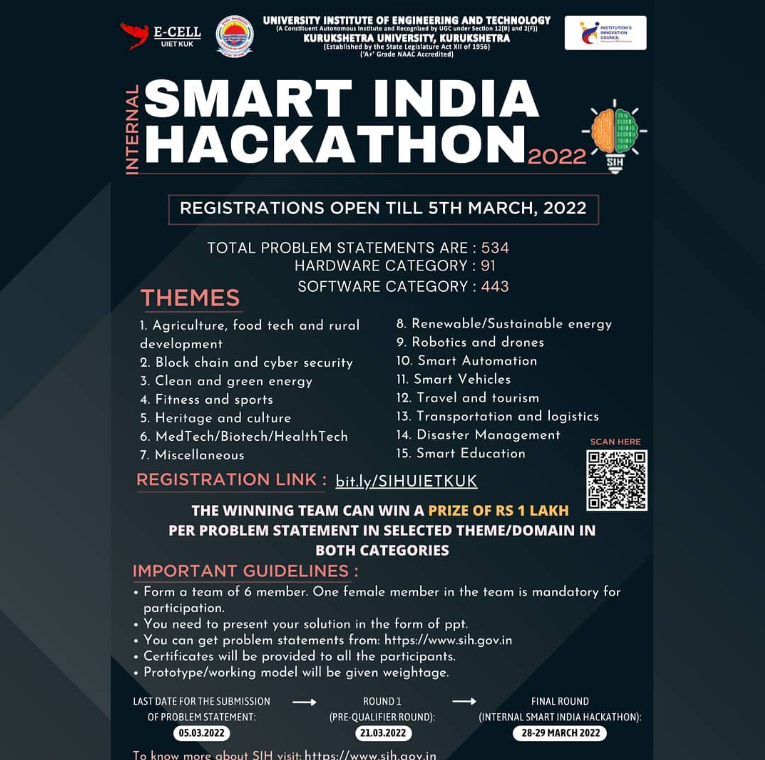 E-CELL
UIET KUK
UNIVERSITY INSTITUTE OF ENGINEERING AND TECHNOLOGY
(A Constituent Autonomous Institute and Recognized by UGC under Section 12(B) and 2(F))
KURUKSHETRA UNIVERSITY, KURUKSHETRA
(Established by the State Legislature Act XII of 1956)
('A+' Grade NAAC Accredited)
INSTITUTION'S
INNOVATION
COUNCIL
INTERNAL
SMART INDIA
HACKATHON 2022
SIH
REGISTRATIONS OPEN TILL 5TH MARCH, 2022
TOTAL PROBLEM STATEMENTS ARE : 534
HARDWARE CATEGORY : 91
SOFTWARE CATEGORY : 443
THEMES
1. Agriculture, food tech and rural
development
2. Block chain and cyber security
3. Clean and green energy
4. Fitness and sports
5. Heritage and culture
6. MedTech/Biotech/HealthTech
7. Miscellaneous
8. Renewable/Sustainable energy
9. Robotics and drones
10. Smart Automation
11. Smart Vehicles
12. Travel and tourism
13. Transportation and logistics
14. Disaster Management
15. Smart Education
SCAN HERE
REGISTRATION LINK : bit.ly/SIHUIETKUK
THE WINNING TEAM CAN WIN A PRIZE OF RS 1 LAKH
PER PROBLEM STATEMENT IN SELECTED THEME/DOMAIN IN
BOTH CATEGORIES
IMPORTANT GUIDELINES :
• Form a team of 6 member. One female member in the team is mandatory for
participation.
• You need to present your solution in the form of ppt.
• You can get problem statements from: https://www.sih.gov.in
• Certificates will be provided to all the participants.
• Prototype/working model will be given weightage.
LAST DATE FOR THE SUBMISSION
OF PROBLEM STATEMENT:
05.03.2022
ROUND 1
(PRE-QUALIFIER ROUND):
21.03.2022
FINAL ROUND
(INTERNAL SMART INDIA HACKATHON):
28-29 MARCH 2022
To know more about SIH visit: https://www.sih.gov.in